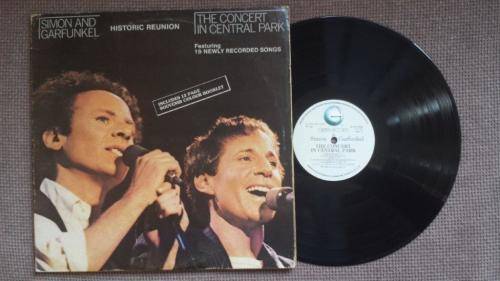 SIMON AND
GARFUNKEL
HISTORIC REUNION
THE CONCERT
IN CENTRAL PARK
Featuring
19 NEWLY RECORDED SONGS
INCLUDES 12 PAGE
SOUVENIR COLOUR BOOKLET
Simon Garfunkel
THE CONCERT
IN CENTRAL PARK